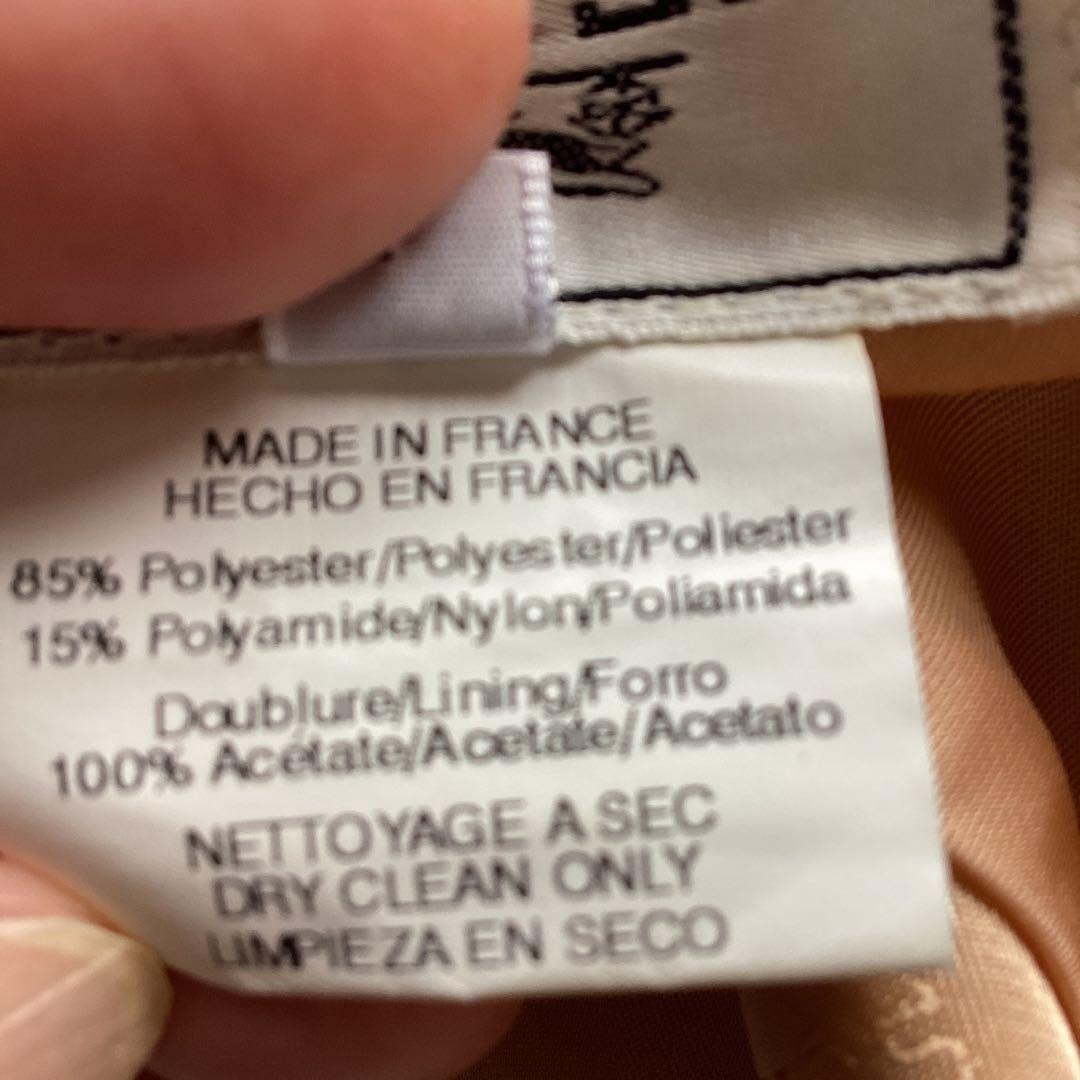 MADE IN FRANCE
HECHO EN FRANCIA
85% Polyester/Polyester/Poliester
15% Polyamide/Nylon/Poliamida
Doublure/Lining/Forro
100% Acétate/Acetate/Acetato
NETTOYAGE A SEC
DRY CLEAN ONLY
LIMPIEZA EN SECO